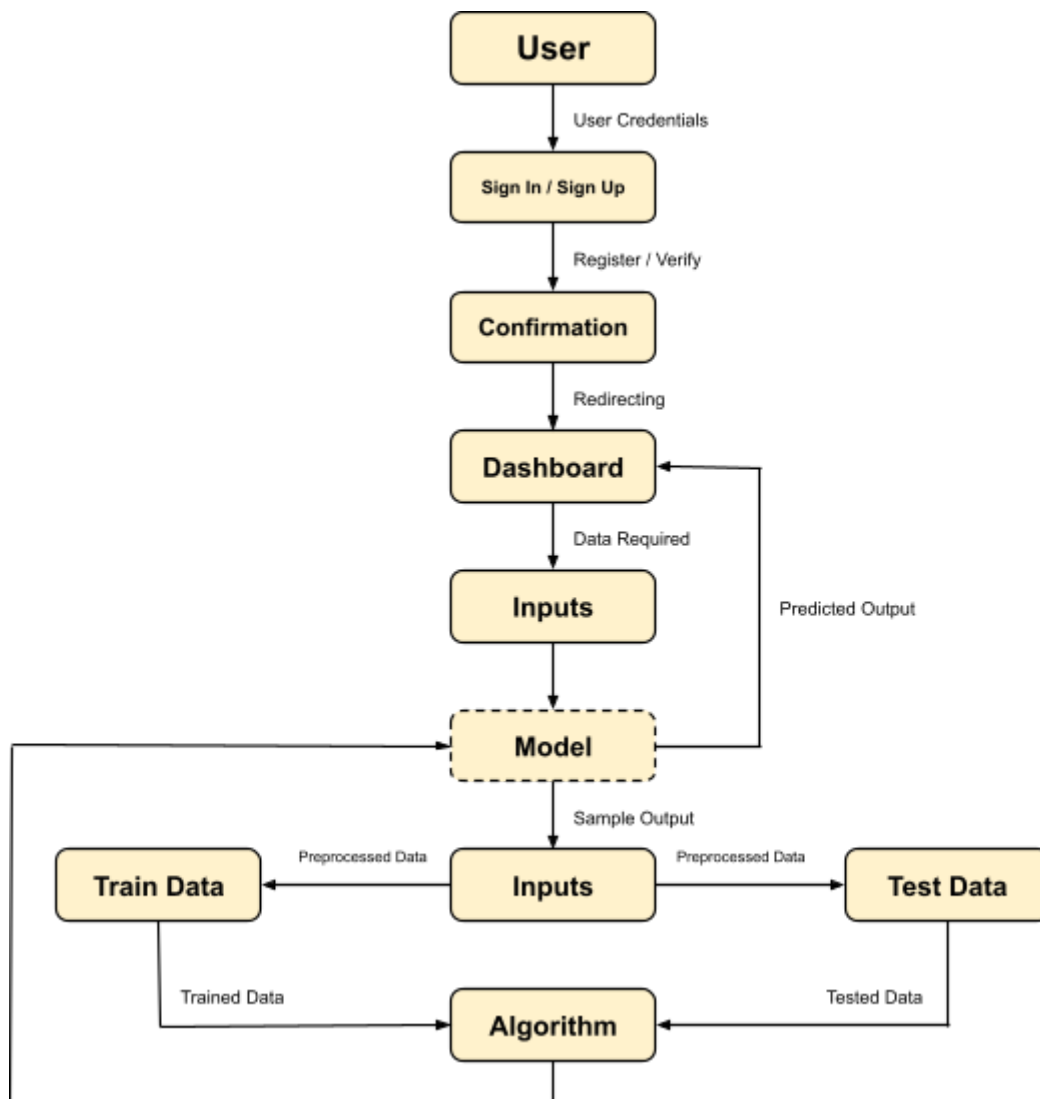 User
User Credentials
Sign In / Sign Up
Register / Verify
Confirmation
Redirecting
Dashboard
Data Required
Inputs
Predicted Output
Model
Sample Output
Preprocessed Data
Preprocessed Data
Train Data
Inputs
Test Data
Trained Data
Tested Data
Algorithm